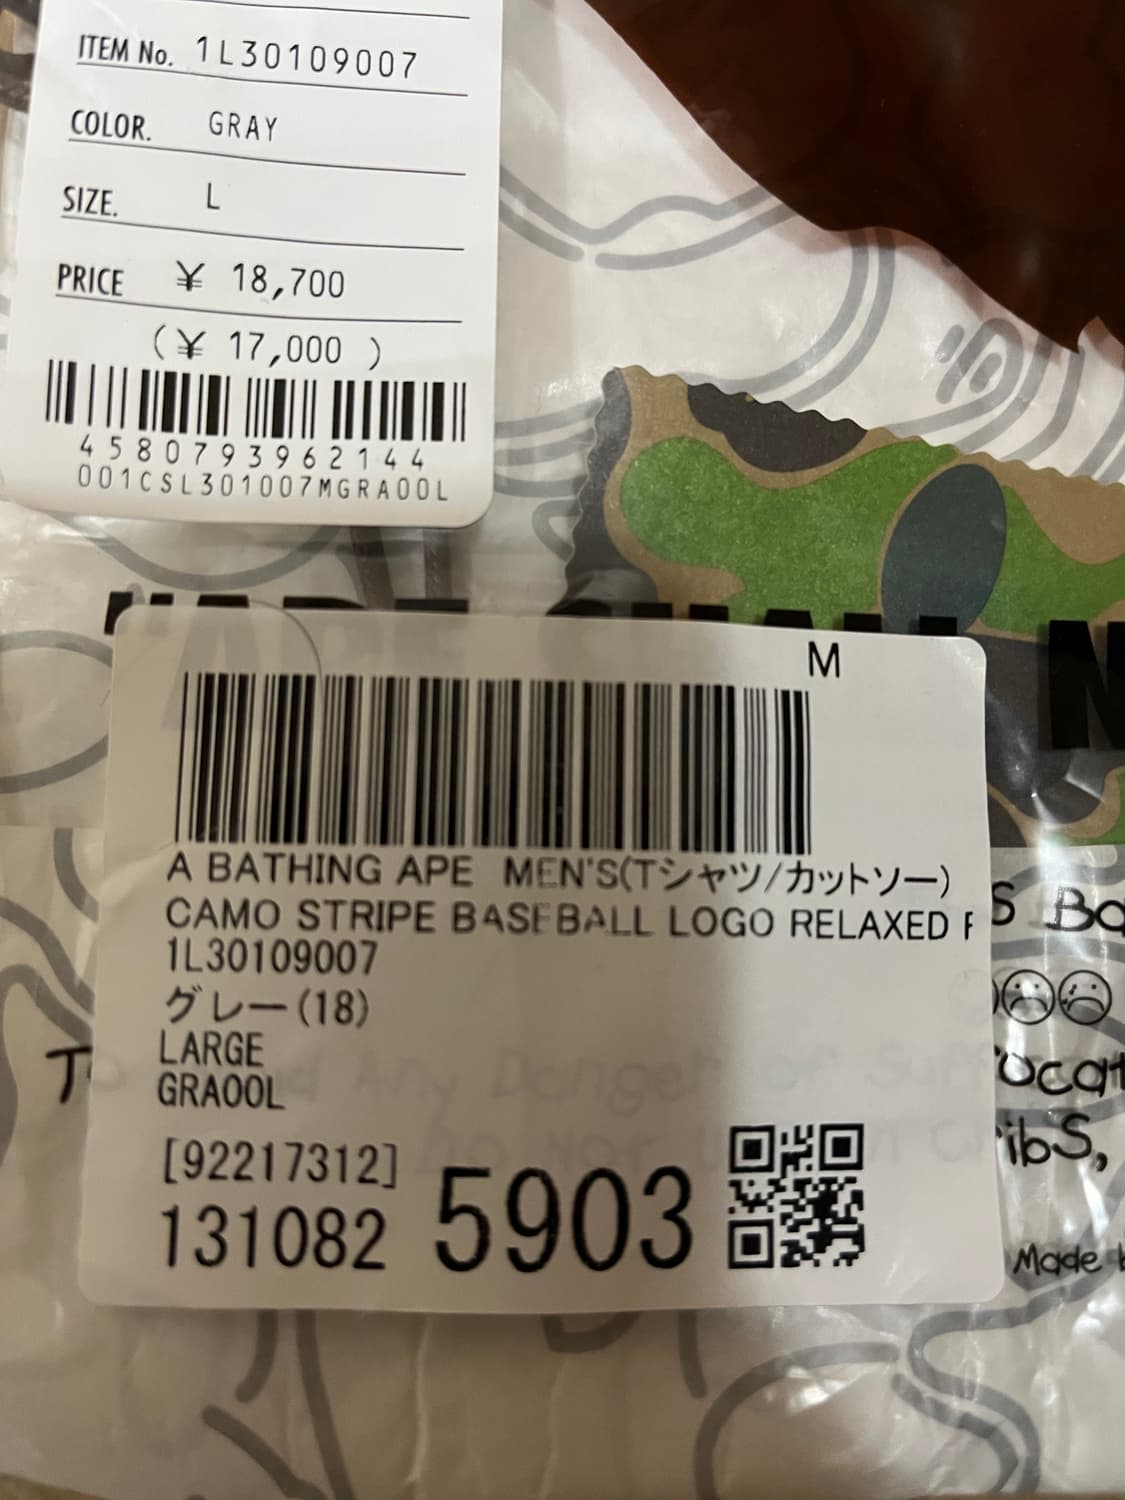 ITEM No. 1L30109007
COLOR. GRAY
SIZE. L
PRICE ¥ 18,700
(¥ 17,000 )
4580793962144
001CSL301007MGRA00L
M
A BATHING APE MEN'S(Tシャツ/カットソー)
CAMO STRIPE BASEBALL LOGO RELAXED F
1L30109007
グレー(18)
LARGE
GRA00L
[92217312]
131082 5903
Made